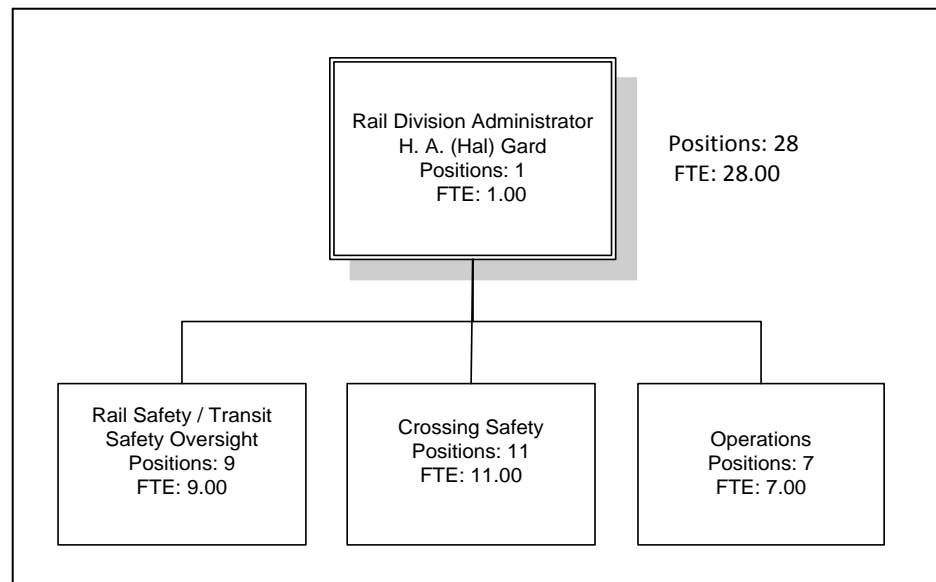 Rail Division Administrator
H. A. (Hal) Gard
Positions: 1
FTE: 1.00
Positions: 28
FTE: 28.00
Rail Safety / Transit
Safety Oversight
Positions: 9
FTE: 9.00
Crossing Safety
Positions: 11
FTE: 11.00
Operations
Positions: 7
FTE: 7.00